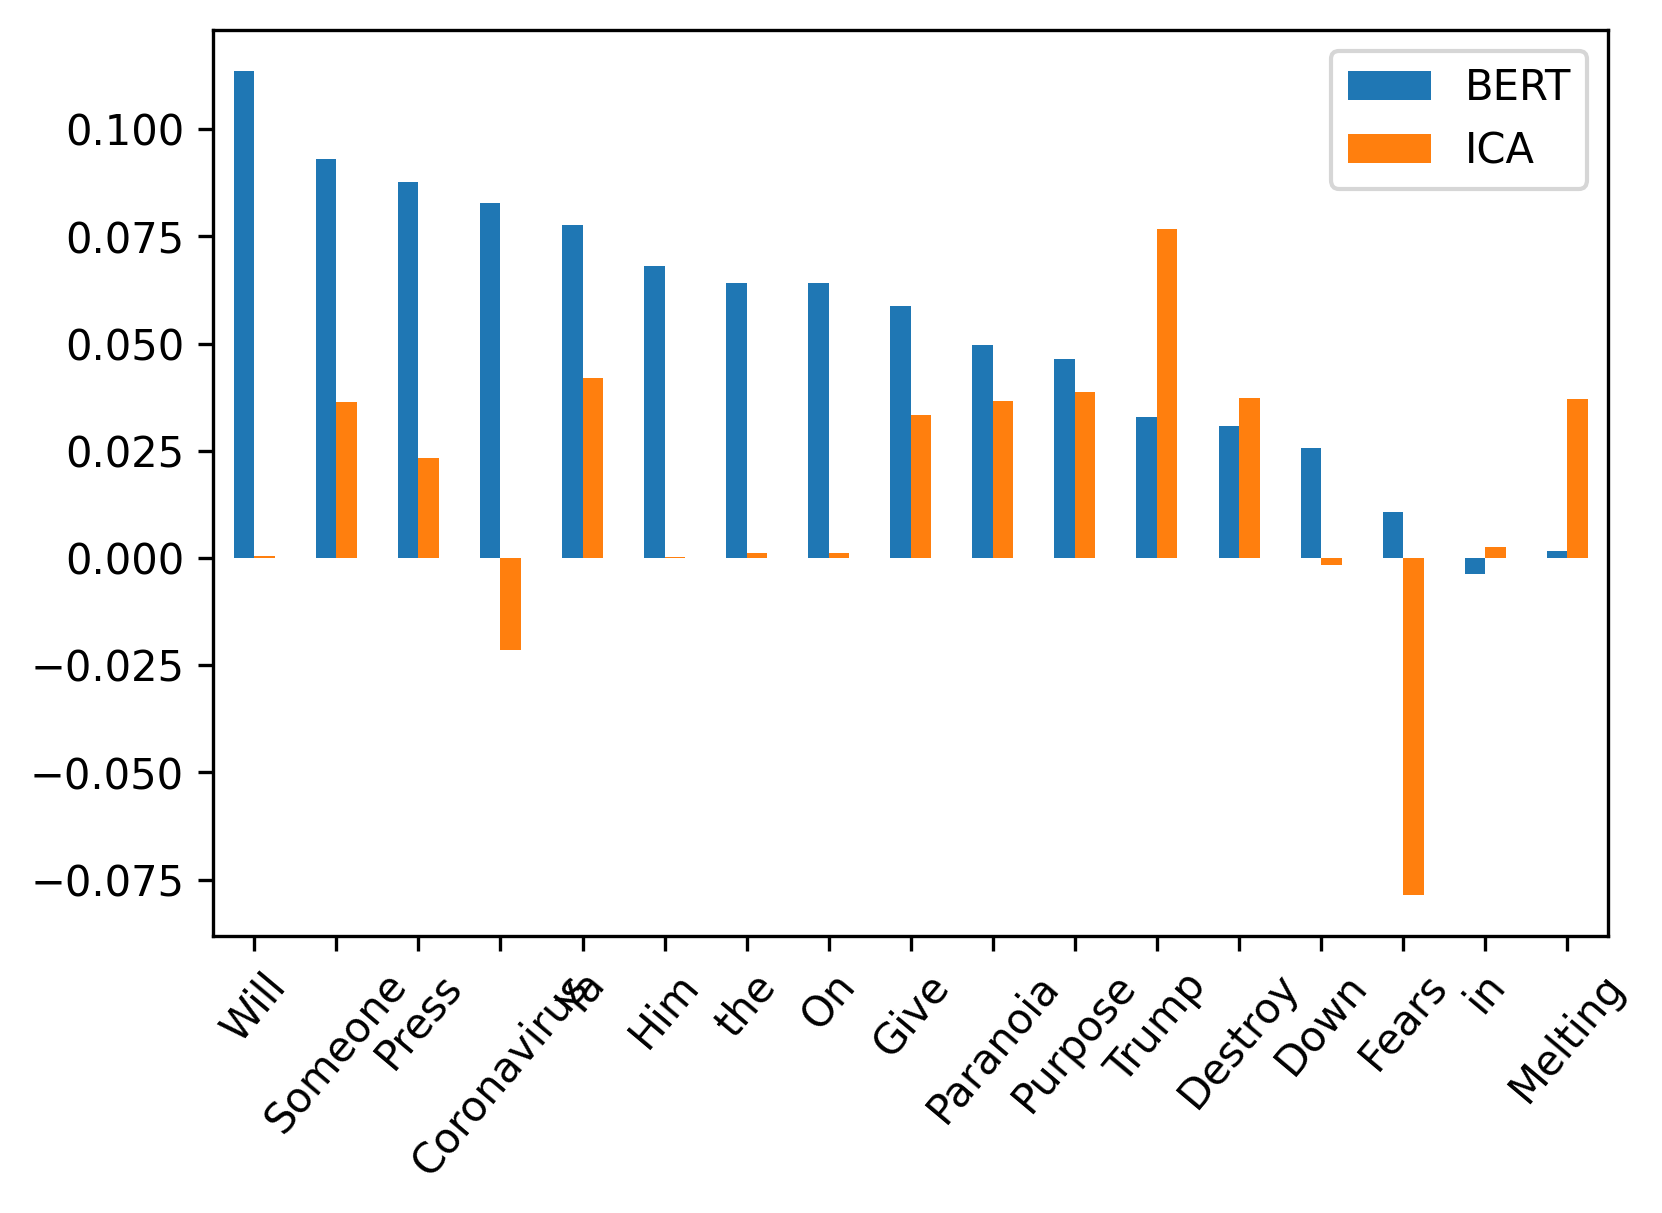 BERT
ICA
0.100
0.075
0.050
0.025
0.000
−0.025
−0.050
−0.075
Will
Someone
Press
Coronavirus
Him
the
On
Give
Paranoia
Purpose
Trump
Destroy
Down
Fears
in
Melting